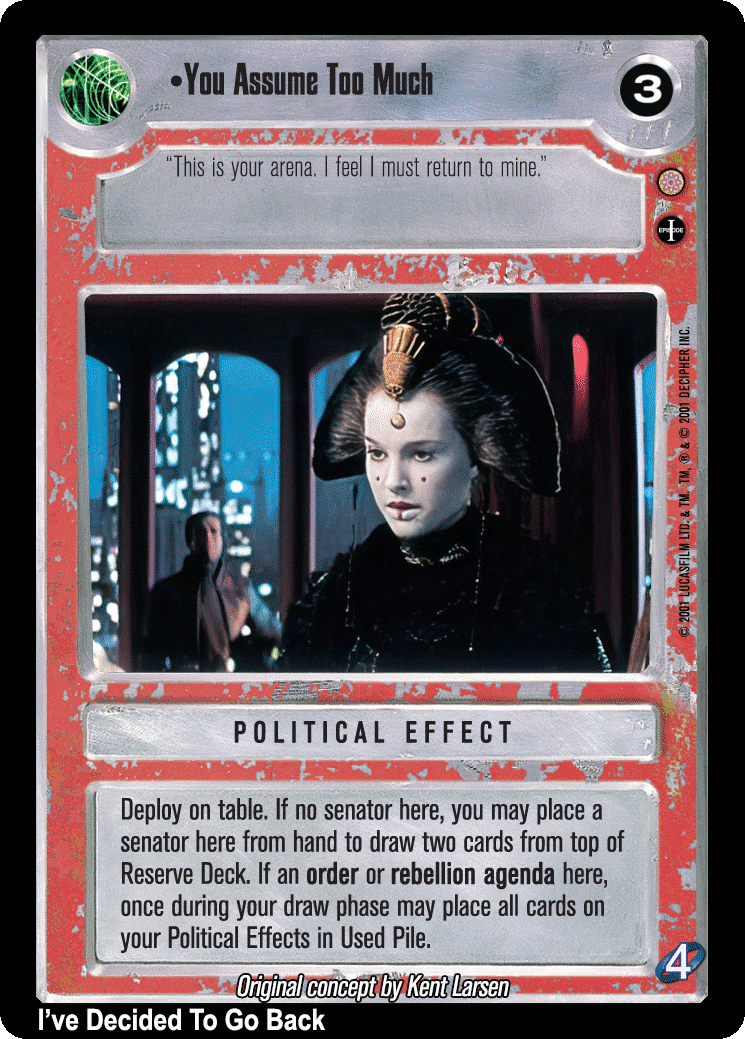 •You Assume Too Much
3
“This is your arena. I feel I must return to mine.”
EPISODE
I
© 2001 LUCASFILM LTD. & TM. TM, ® & © 2001 DECIPHER INC.
POLITICAL EFFECT
Deploy on table. If no senator here, you may place a
senator here from hand to draw two cards from top of
Reserve Deck. If an order or rebellion agenda here,
once during your draw phase may place all cards on
your Political Effects in Used Pile.
4
Original concept by Kent Larsen
I’ve Decided To Go Back